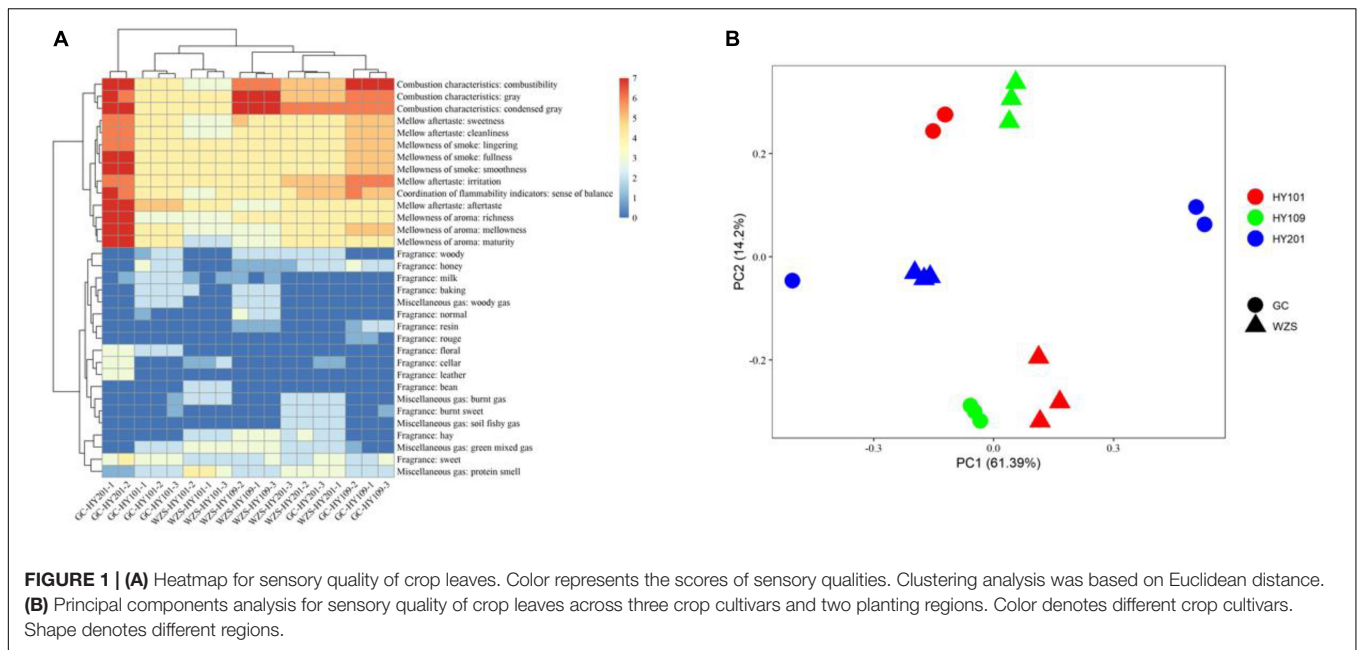 A
7
6
5
4
3
2
1
0
Combustion characteristics: combustibility
Combustion characteristics: gray
Combustion characteristics: condensed gray
Mellow aftertaste: sweetness
Mellow aftertaste: cleanliness
Mellowness of smoke: lingering
Mellowness of smoke: fullness
Mellowness of smoke: smoothness
Mellow aftertaste: irritation
Coordination of flammability indicators: sense of balance
Mellow aftertaste: aftertaste
Mellowness of aroma: richness
Mellowness of aroma: mellowness
Mellowness of aroma: maturity
Fragrance: woody
Fragrance: honey
Fragrance: milk
Fragrance: baking
Miscellaneous gas: woody gas
Fragrance: normal
Fragrance: resin
Fragrance: rouge
Fragrance: floral
Fragrance: cellar
Fragrance: leather
Fragrance: bean
Miscellaneous gas: burnt gas
Fragrance: burnt sweet
Miscellaneous gas: soil fishy gas
Fragrance: hay
Miscellaneous gas: green mixed gas
Fragrance: sweet
Miscellaneous gas: protein smell
GC-HY201-1
GC-HY201-2
GC-HY101-1
GC-HY101-2
GC-HY101-3
WZS-HY101-2
WZS-HY101-1
WZS-HY101-3
WZS-HY109-2
WZS-HY109-1
WZS-HY109-3
WZS-HY201-3
WZS-HY201-2
GC-HY201-3
WZS-HY201-1
GC-HY109-2
GC-HY109-1
GC-HY109-3
B
PC2 (14.2%)
0.2
0.0
-0.2
-0.3
0.0
0.3
PC1 (61.39%)
HY101
HY109
HY201
GC
WZS
FIGURE 1 | (A) Heatmap for sensory quality of crop leaves. Color represents the scores of sensory qualities. Clustering analysis was based on Euclidean distance.
(B) Principal components analysis for sensory quality of crop leaves across three crop cultivars and two planting regions. Color denotes different crop cultivars.
Shape denotes different regions.